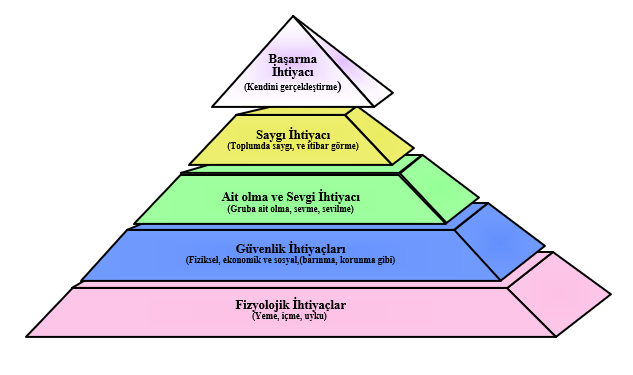 Başarma
İhtiyacı
(Kendini gerçekleştirme)
Saygı İhtiyacı
(Toplumda saygı, ve itibar görme)
Ait olma ve Sevgi İhtiyacı
(Gruba ait olma, sevme, sevilme)
Güvenlik İhtiyaçları
(Fiziksel, ekonomik ve sosyal,(barınma, korunma gibi)
Fizyolojik İhtiyaçlar
(Yeme, içme, uyku)